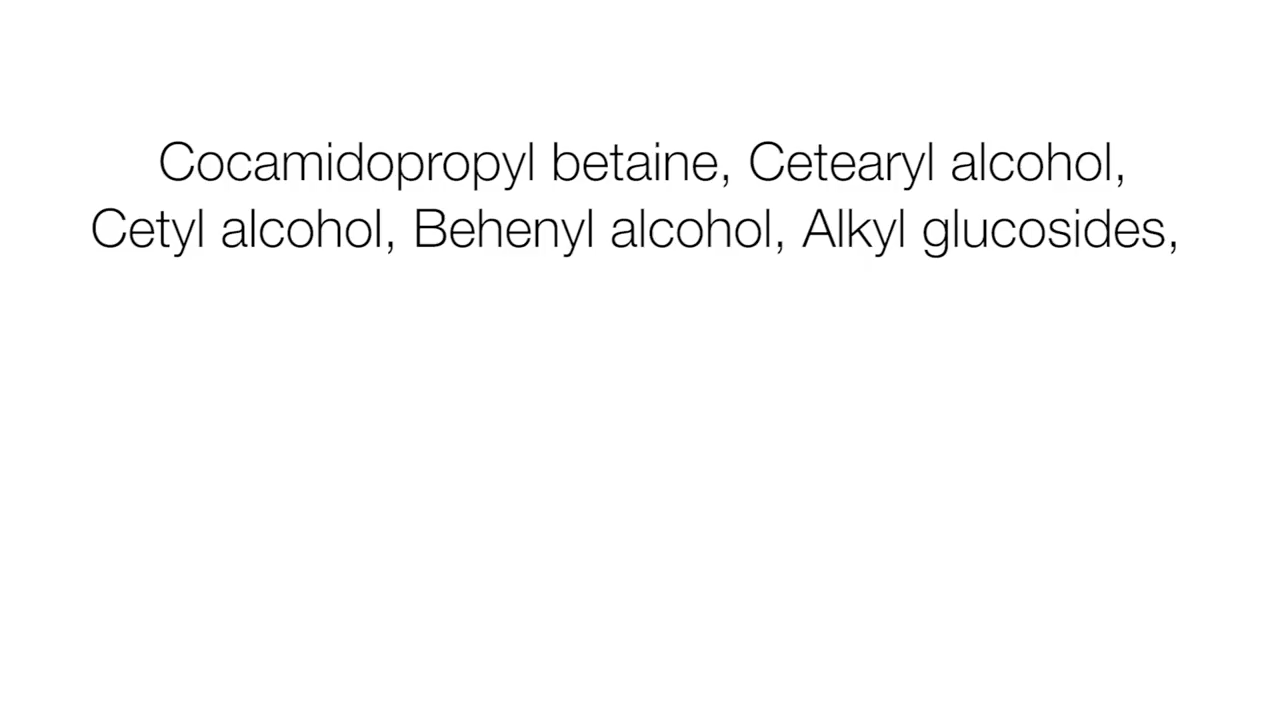 Cocamidopropyl betaine, Cetearyl alcohol,
Cetyl alcohol, Behenyl alcohol, Alkyl glucosides,